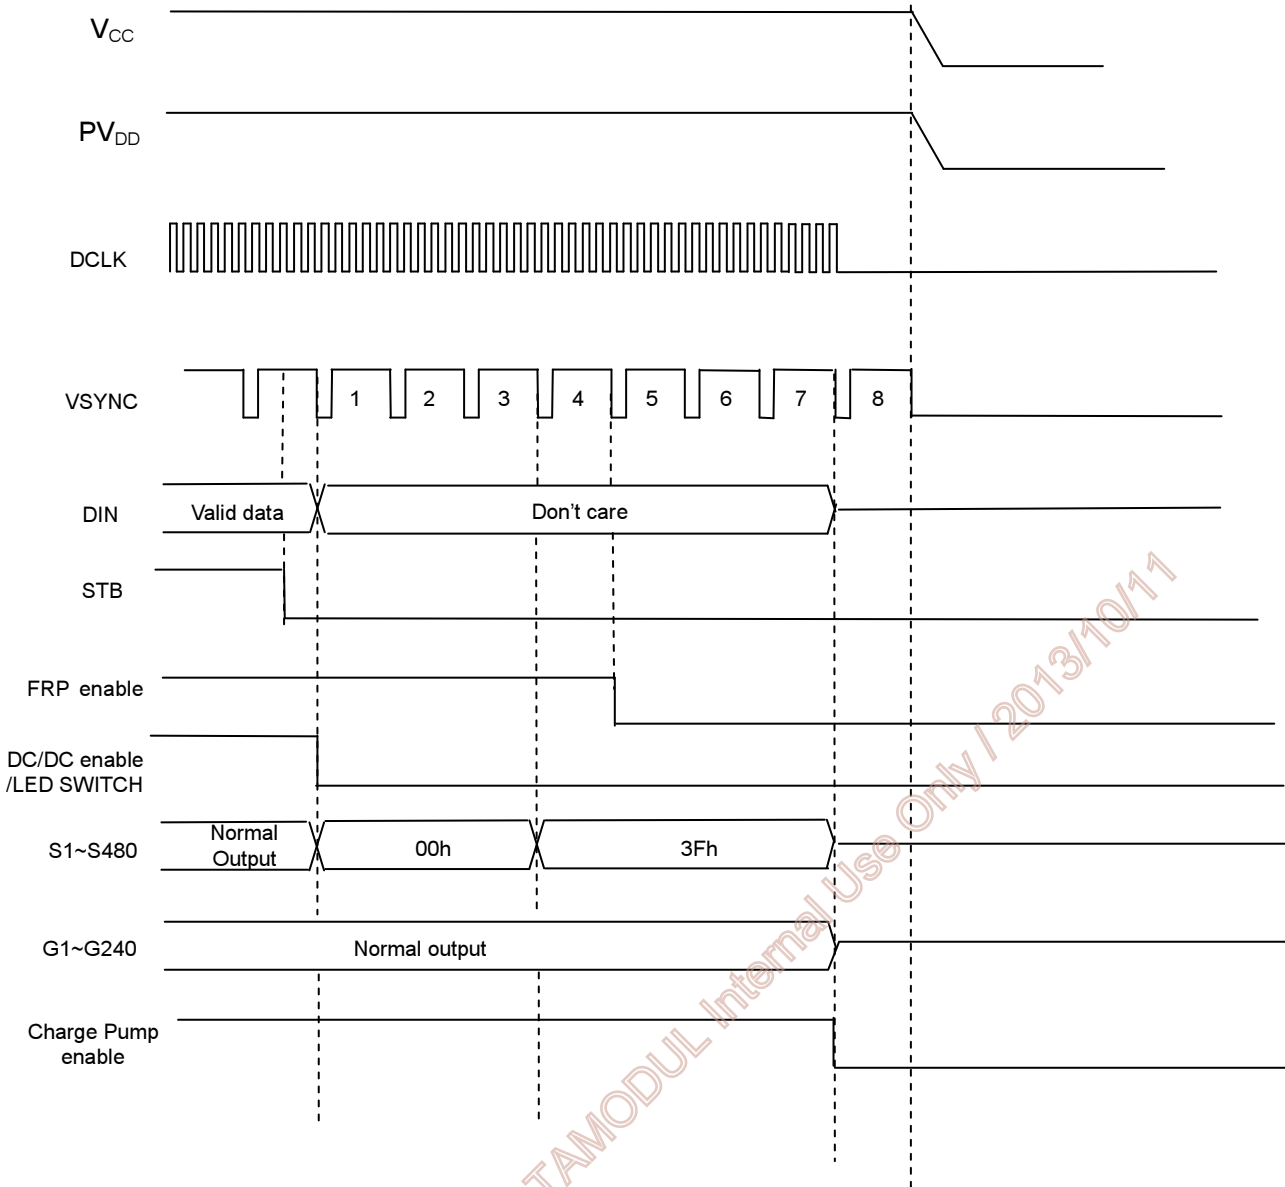 VCC
PVDD
DCLK
VSYNC
1 2 3 4 5 6 7 8
DIN
Valid data
Don't care
STB
FRP enable
DC/DC enable
/LED SWITCH
S1~S480
Normal
Output
00h
3Fh
G1~G240
Normal output
Charge Pump
enable
TAMODUL Internal Use Only / 2013/10/11